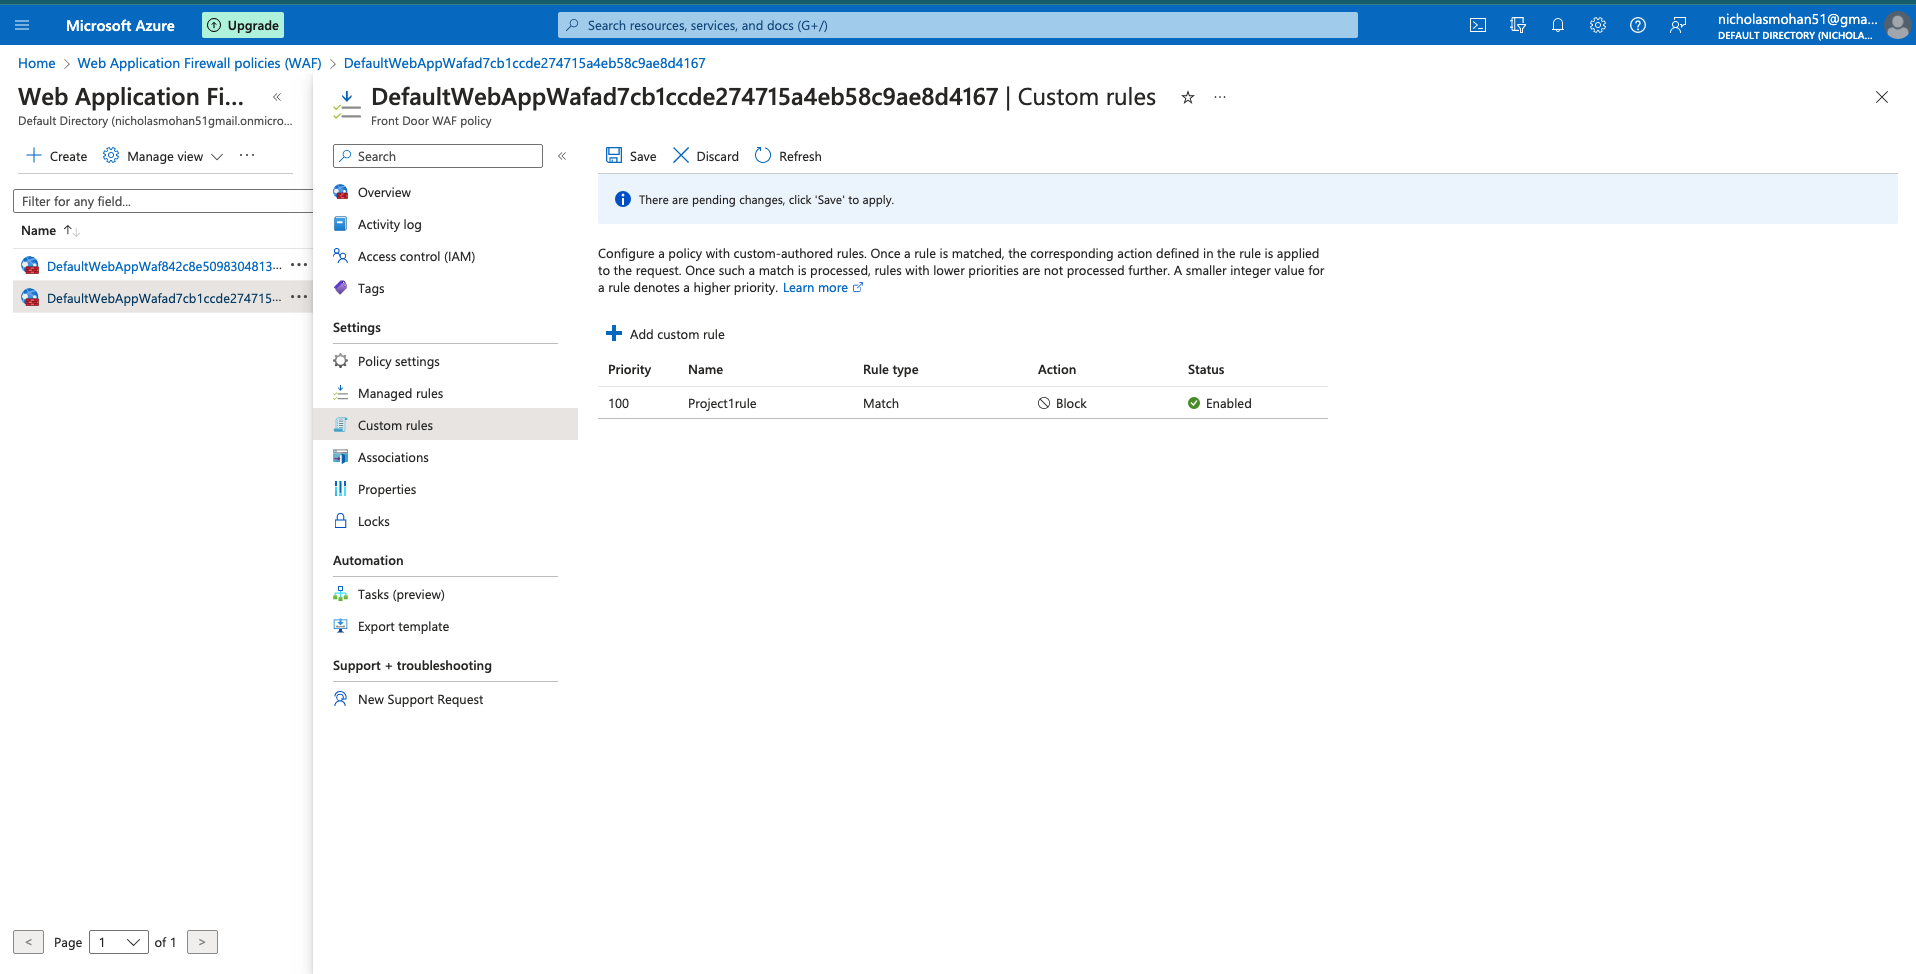 Microsoft Azure
Upgrade
Search resources, services, and docs (G+/)
nicholasmohan51@gma...
DEFAULT DIRECTORY (NICHOLA...
Home > Web Application Firewall policies (WAF) > DefaultWebAppWafad7cb1ccde274715a4eb58c9ae8d4167
Web Application Fi...
Default Directory (nicholasmohan51gmail.onmicro...
Create
Manage view
Filter for any field...
Name
DefaultWebAppWaf842c8e5098304813...
DefaultWebAppWafad7cb1ccde274715...
< Page 1 of 1 >
DefaultWebAppWafad7cb1ccde274715a4eb58c9ae8d4167 | Custom rules
Front Door WAF policy
Search
Overview
Activity log
Access control (IAM)
Tags
Settings
Policy settings
Managed rules
Custom rules
Associations
Properties
Locks
Automation
Tasks (preview)
Export template
Support + troubleshooting
New Support Request
Save Discard Refresh
There are pending changes, click 'Save' to apply.
Configure a policy with custom-authored rules. Once a rule is matched, the corresponding action defined in the rule is applied
to the request. Once such a match is processed, rules with lower priorities are not processed further. A smaller integer value for
a rule denotes a higher priority. Learn more
Add custom rule
Priority Name Rule type Action Status
100 Project1rule Match Block Enabled